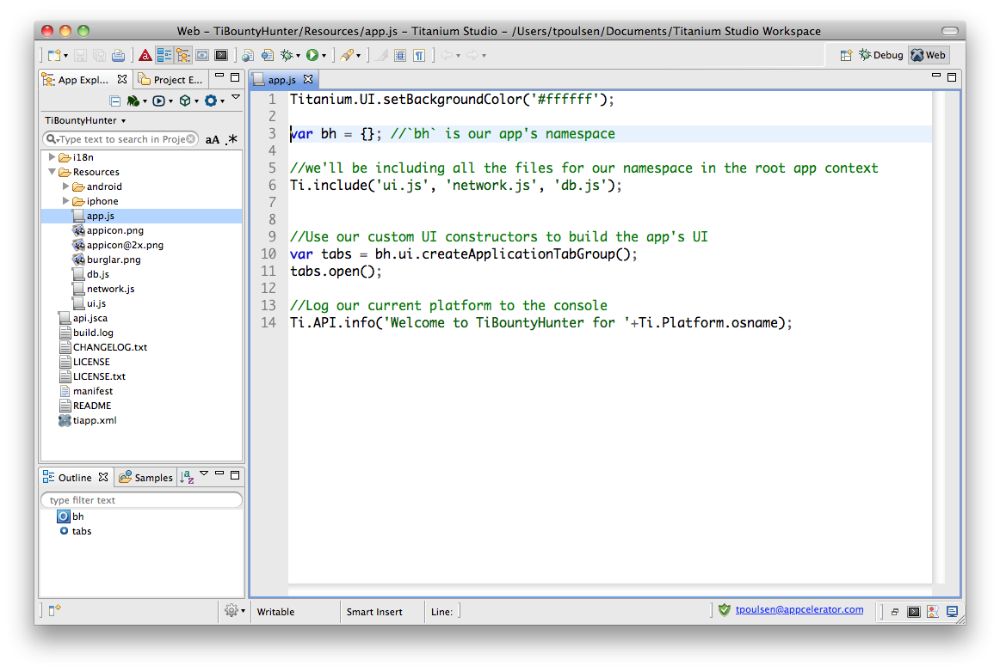 Web – TiBountyHunter/Resources/app.js – Titanium Studio – /Users/tpoulsen/Documents/Titanium Studio Workspace
Debug
Web
App Expl...
Project E...
TiBountyHunter
Type text to search in Proje
aA .*
i18n
Resources
android
iphone
app.js
appicon.png
appicon@2x.png
burglar.png
db.js
network.js
ui.js
api.jsca
build.log
CHANGELOG.txt
LICENSE
LICENSE.txt
manifest
README
tiapp.xml
Outline
Samples
type filter text
bh
tabs
app.js
1 Titanium.UI.setBackgroundColor('#ffffff');
2
3 var bh = {}; //`bh` is our app's namespace
4
5 //we'll be including all the files for our namespace in the root app context
6 Ti.include('ui.js', 'network.js', 'db.js');
7
8
9 //Use our custom UI constructors to build the app's UI
10 var tabs = bh.ui.createApplicationTabGroup();
11 tabs.open();
12
13 //Log our current platform to the console
14 Ti.API.info('Welcome to TiBountyHunter for '+Ti.Platform.osname);
Writable
Smart Insert
Line:
tpoulsen@appcelerator.com